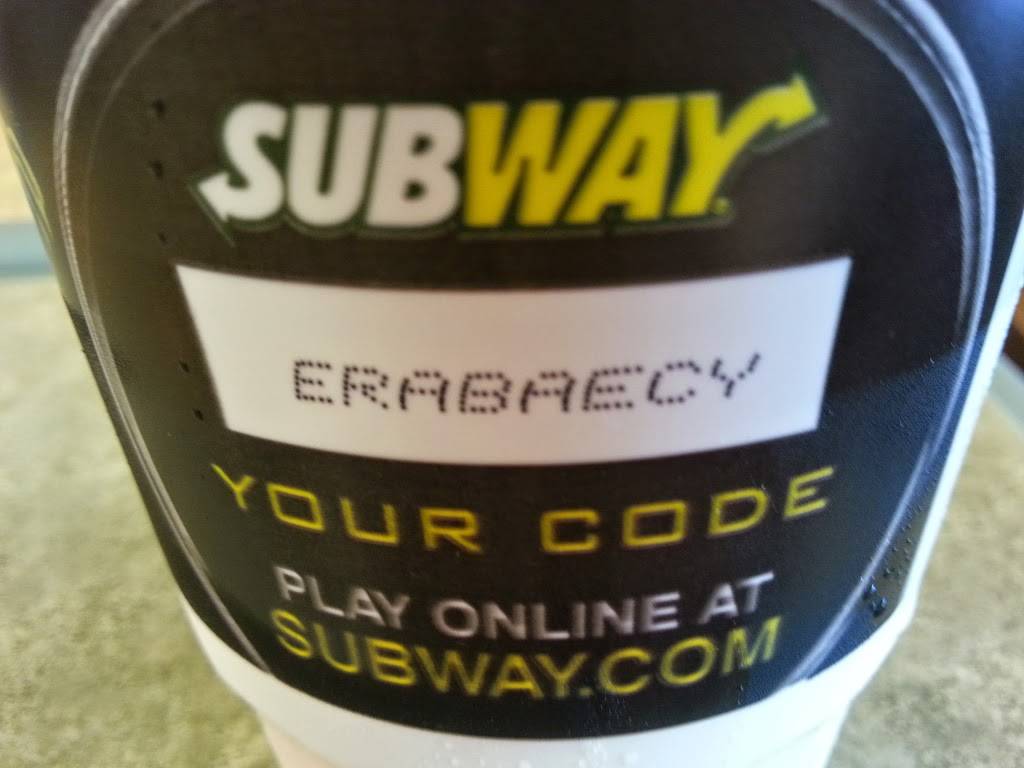 SUBWAY
ERABAECY
YOUR CODE
PLAY ONLINE AT
SUBWAY.COM